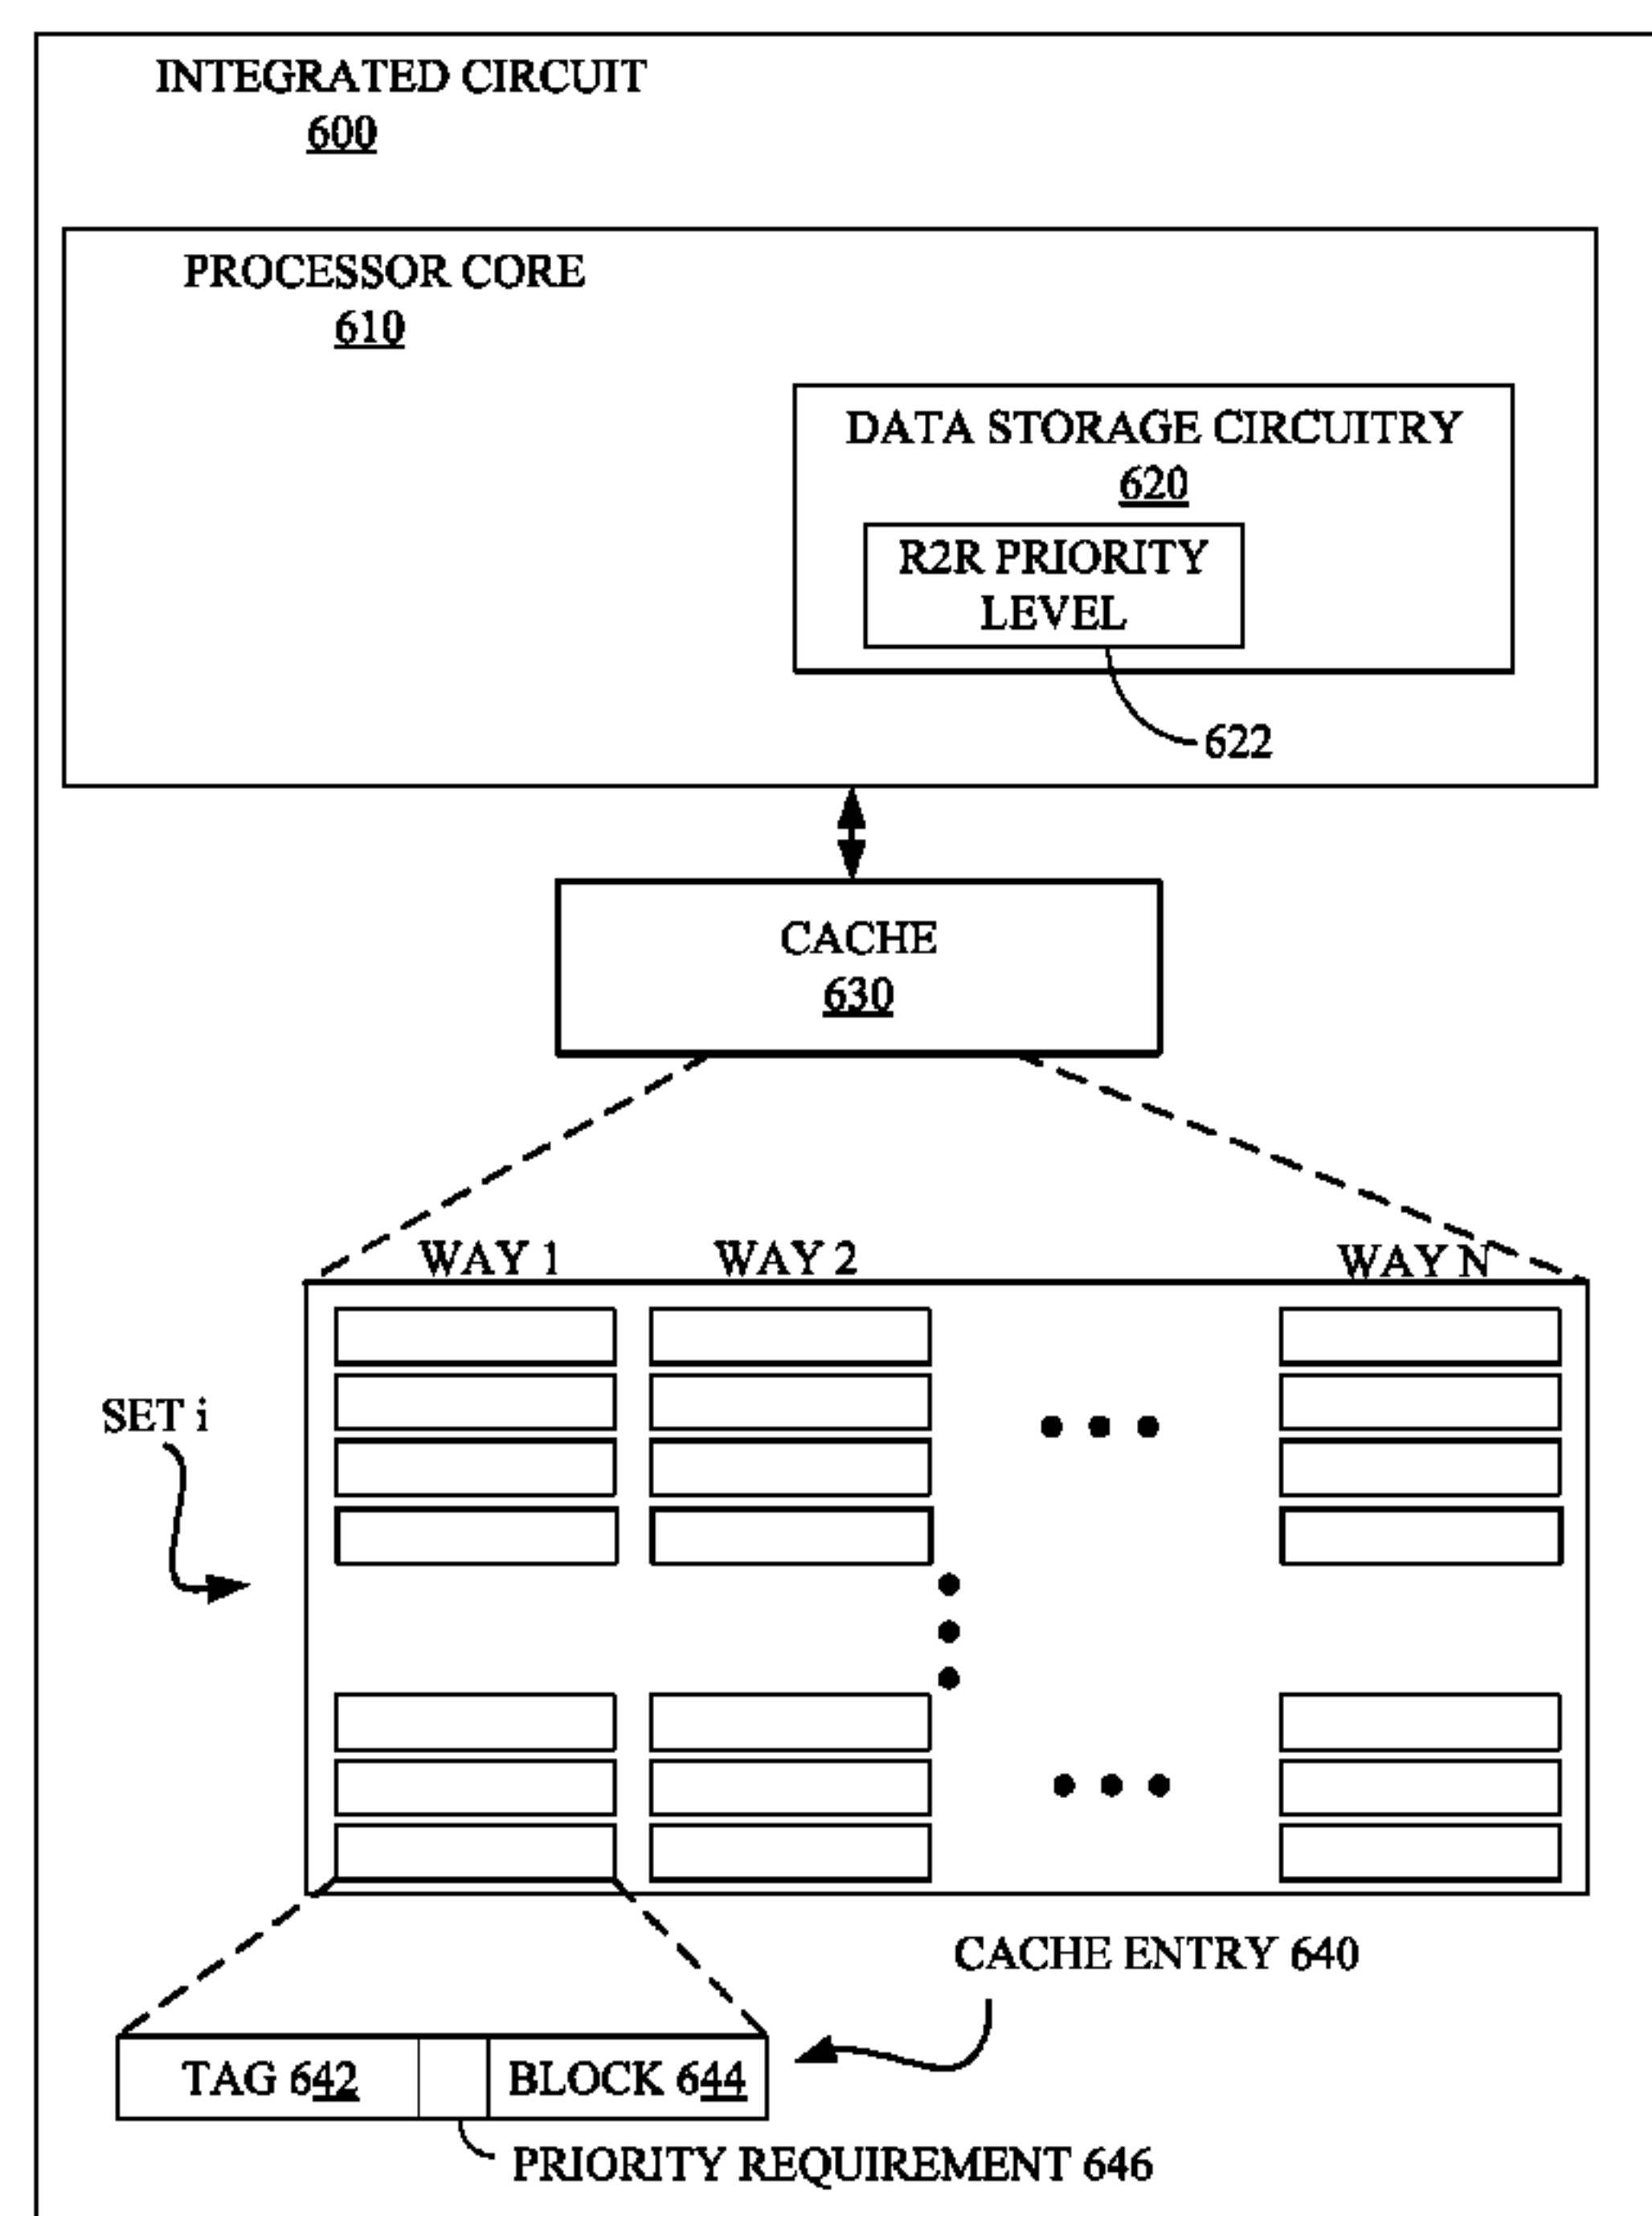 INTEGRATED CIRCUIT
600
PROCESSOR CORE
610
DATA STORAGE CIRCUITRY
620
R2R PRIORITY
LEVEL
622
CACHE
630
WAY 1 WAY 2 WAY N
SET i
CACHE ENTRY 640
TAG 642 BLOCK 644
PRIORITY REQUIREMENT 646